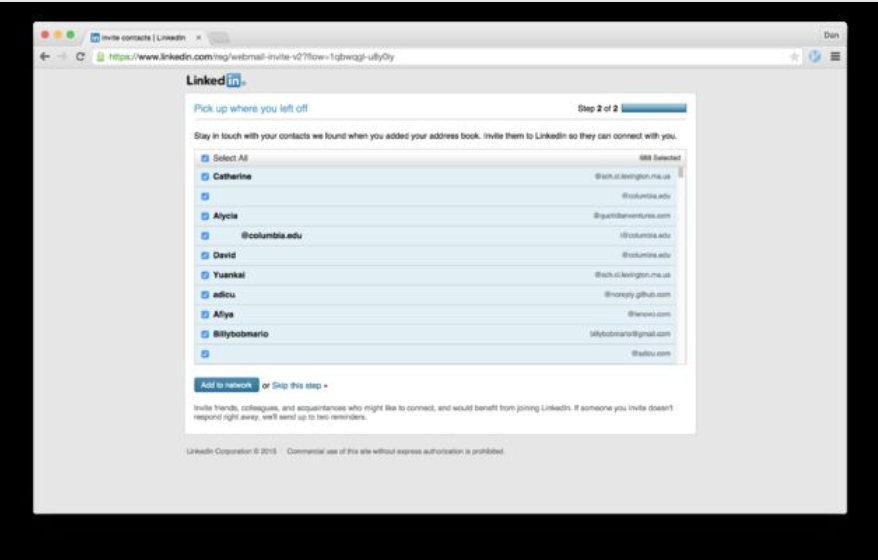 Invite contacts | LinkedIn
Dan
https://www.linkedin.com/reg/webmail-invite-v2?flow=1qbwqgl-u8y0iy
Linked in
Pick up where you left off Step 2 of 2
Stay in touch with your contacts we found when you added your address book. Invite them to LinkedIn so they can connect with you.
Select All 688 Selected
Catherine @sch.ci.lexington.ma.us
@columbia.edu
Alycia @quotidianventures.com
@columbia.edu @columbia.edu
David @columbia.edu
Yuankai @sch.ci.lexington.ma.us
adicu @noreply.github.com
Afiya @lenovo.com
Billybobmario billybobmario@gmail.com
@adicu.com
Add to network or Skip this step »
Invite friends, colleagues, and acquaintances who might like to connect, and would benefit from joining LinkedIn. If someone you invite doesn't
respond right away, we'll send up to two reminders.
LinkedIn Corporation © 2015 Commercial use of this site without express authorization is prohibited.